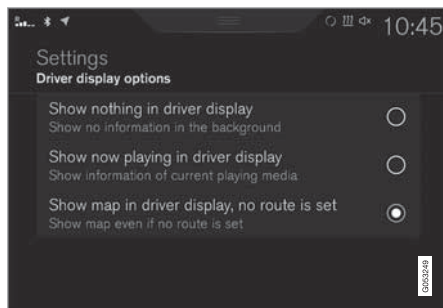 10:45
Settings
Driver display options
Show nothing in driver display
Show no information in the background
Show now playing in driver display
Show information of current playing media
Show map in driver display, no route is set
Show map even if no route is set
G053249